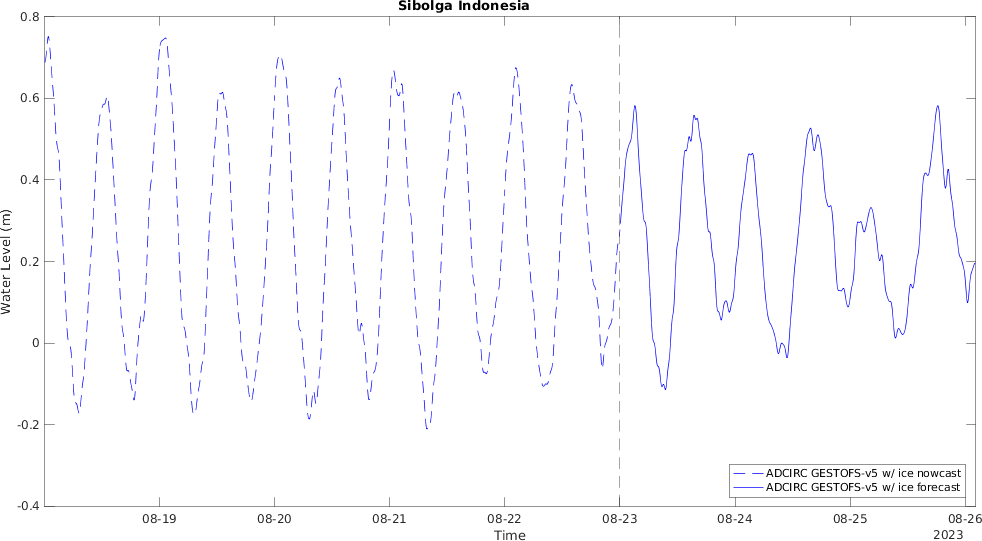 Sibolga Indonesia
0.8
0.6
0.4
0.2
0
-0.2
-0.4
Water Level (m)
ADCIRC GESTOFS-v5 w/ ice nowcast
ADCIRC GESTOFS-v5 w/ ice forecast
08-19 08-20 08-21 08-22 08-23 08-24 08-25 08-26
Time
2023